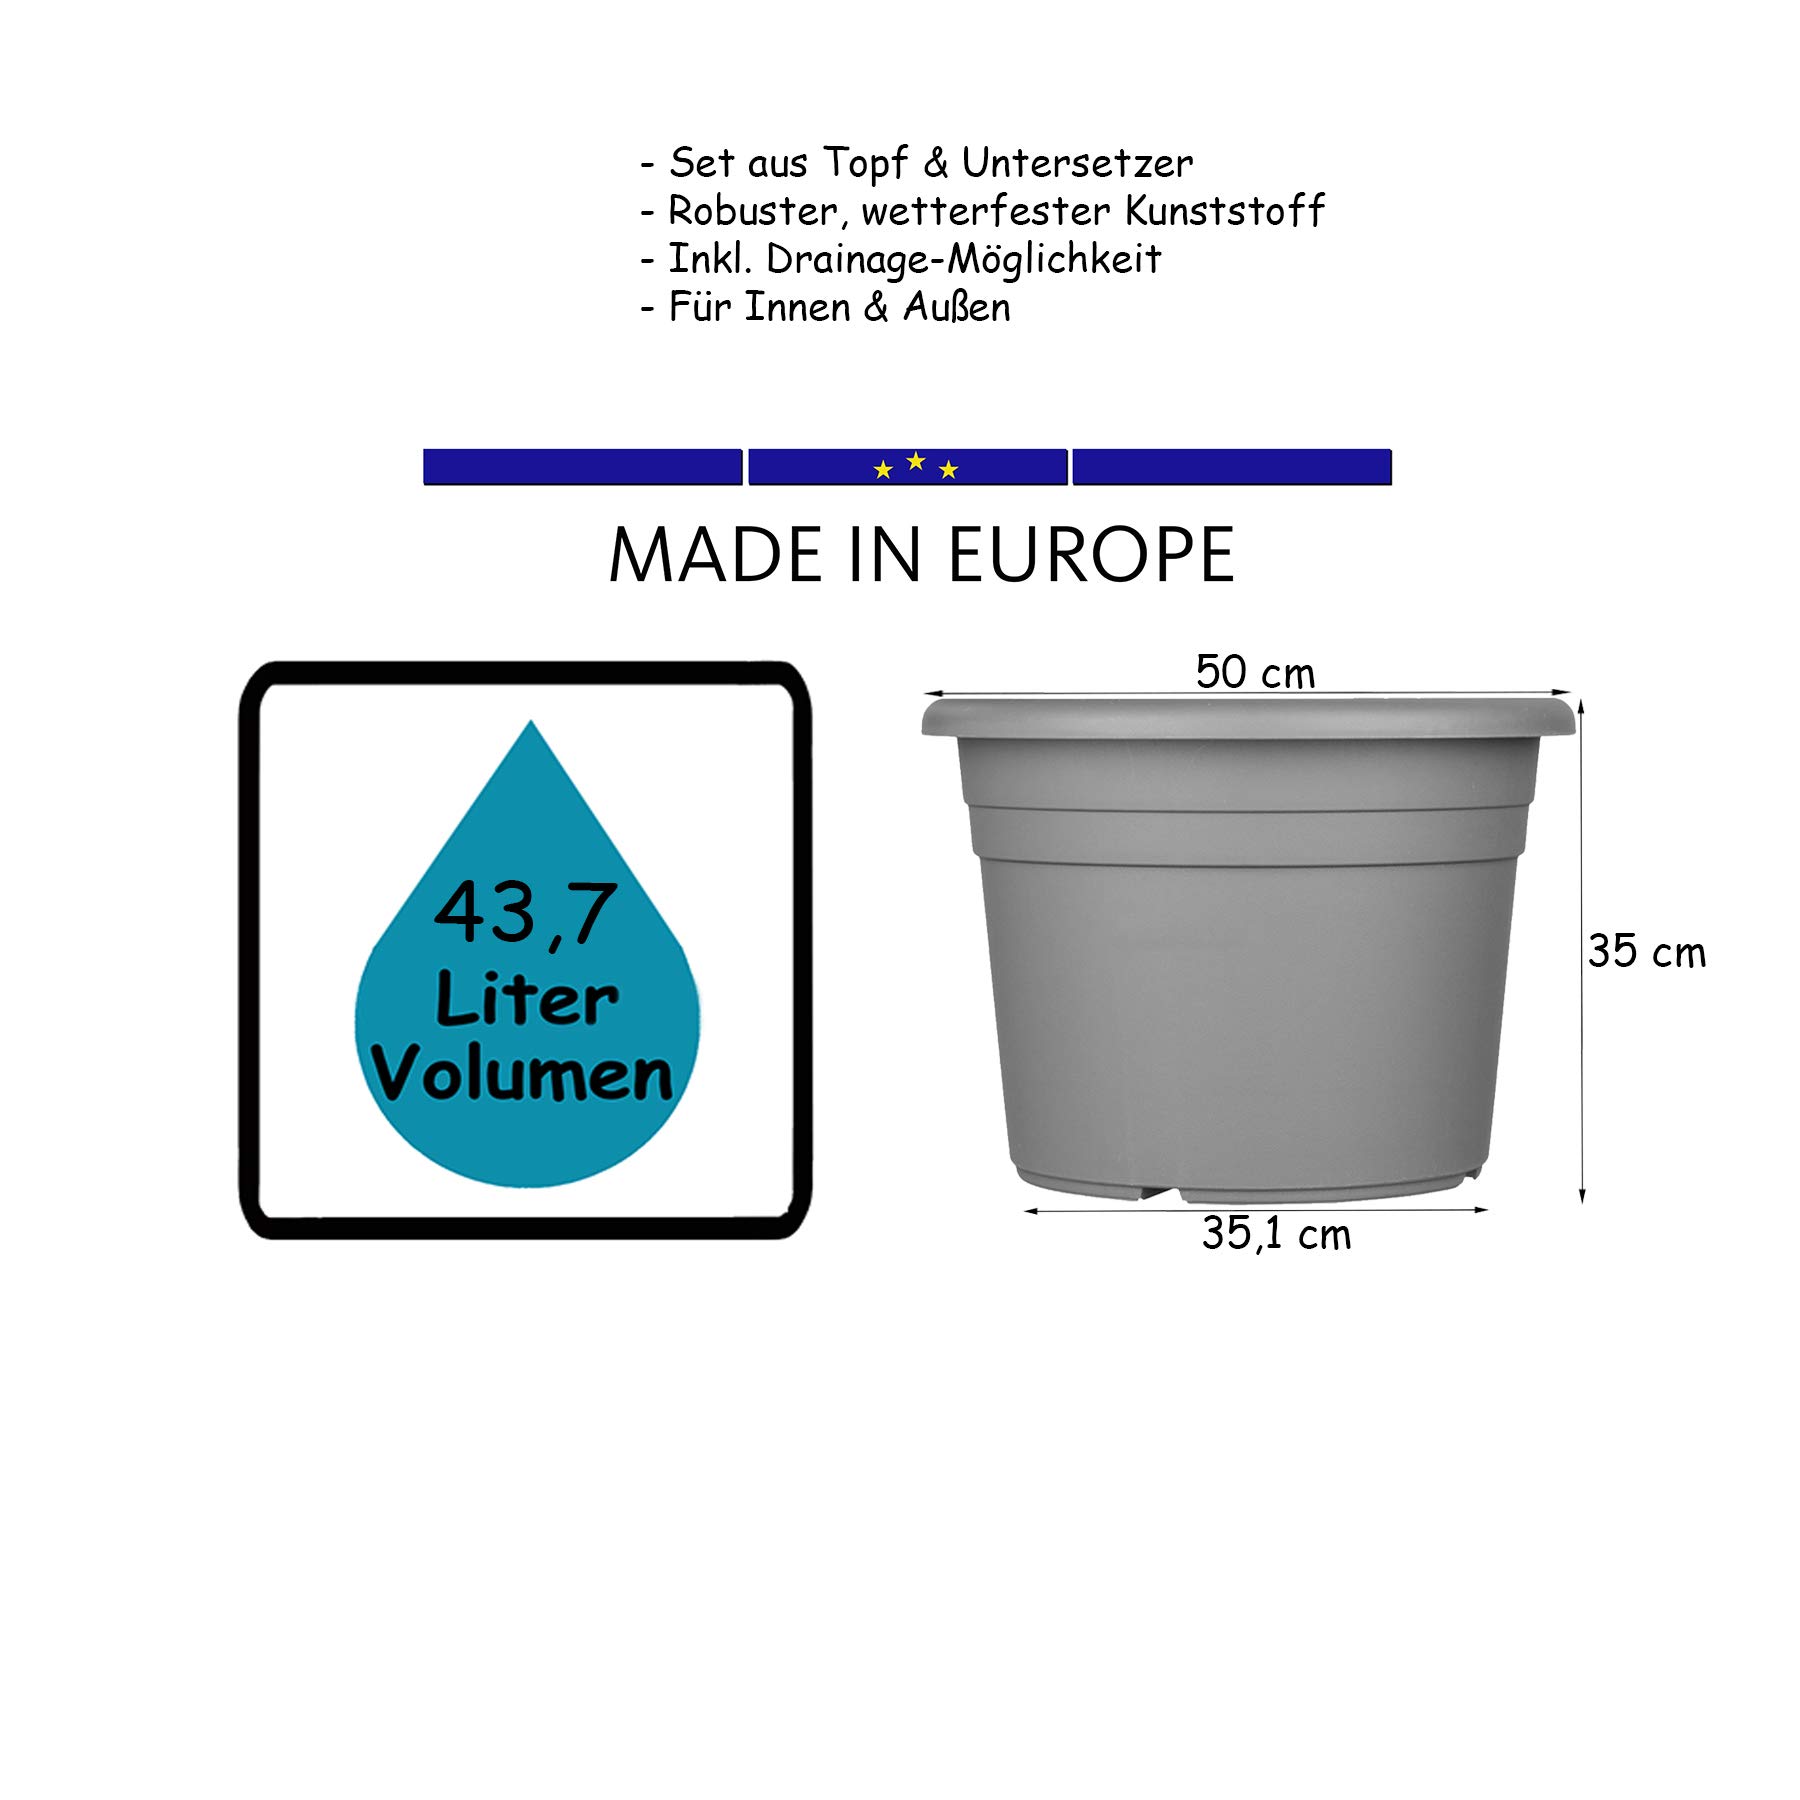 - Set aus Topf & Untersetzer
- Robuster, wetterfester Kunststoff
- Inkl. Drainage-Möglichkeit
- Für Innen & Außen
MADE IN EUROPE
43,7
Liter
Volumen
50 cm
35 cm
35,1 cm